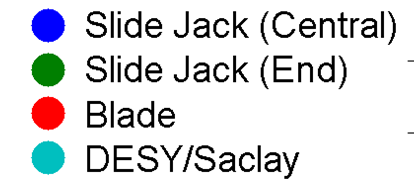 Slide Jack (Central)
Slide Jack (End)
Blade
DESY/Saclay